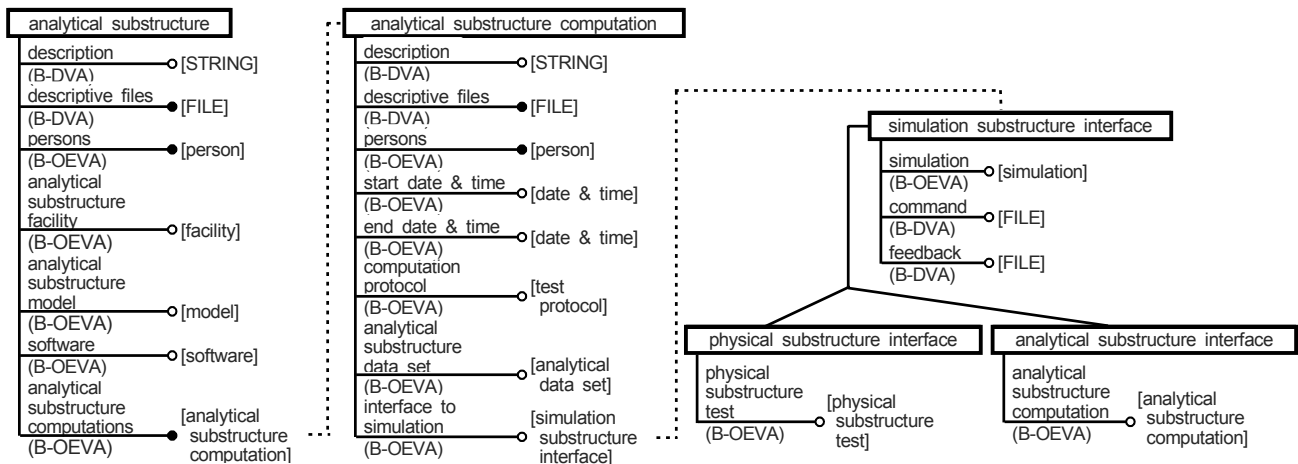 analytical substructure
description
(B-DVA)
[STRING]
descriptive files
(B-DVA)
[FILE]
persons
(B-OEVA)
[person]
analytical
substructure
facility
(B-OEVA)
[facility]
analytical
substructure
model
(B-OEVA)
[model]
software
(B-OEVA)
[software]
analytical
substructure
computations
(B-OEVA)
[analytical
substructure
computation]
analytical substructure computation
description
(B-DVA)
[STRING]
descriptive files
(B-DVA)
[FILE]
persons
(B-OEVA)
[person]
start date & time
(B-OEVA)
[date & time]
end date & time
(B-OEVA)
[date & time]
computation
protocol
(B-OEVA)
[test
protocol]
analytical
substructure
data set
(B-OEVA)
[analytical
data set]
interface to
simulation
(B-OEVA)
[simulation
substructure
interface]
simulation substructure interface
simulation
(B-OEVA)
[simulation]
command
(B-DVA)
[FILE]
feedback
(B-DVA)
[FILE]
physical substructure interface
physical
substructure
test
(B-OEVA)
[physical
substructure
test]
analytical substructure interface
analytical
substructure
computation
(B-OEVA)
[analytical
substructure
computation]